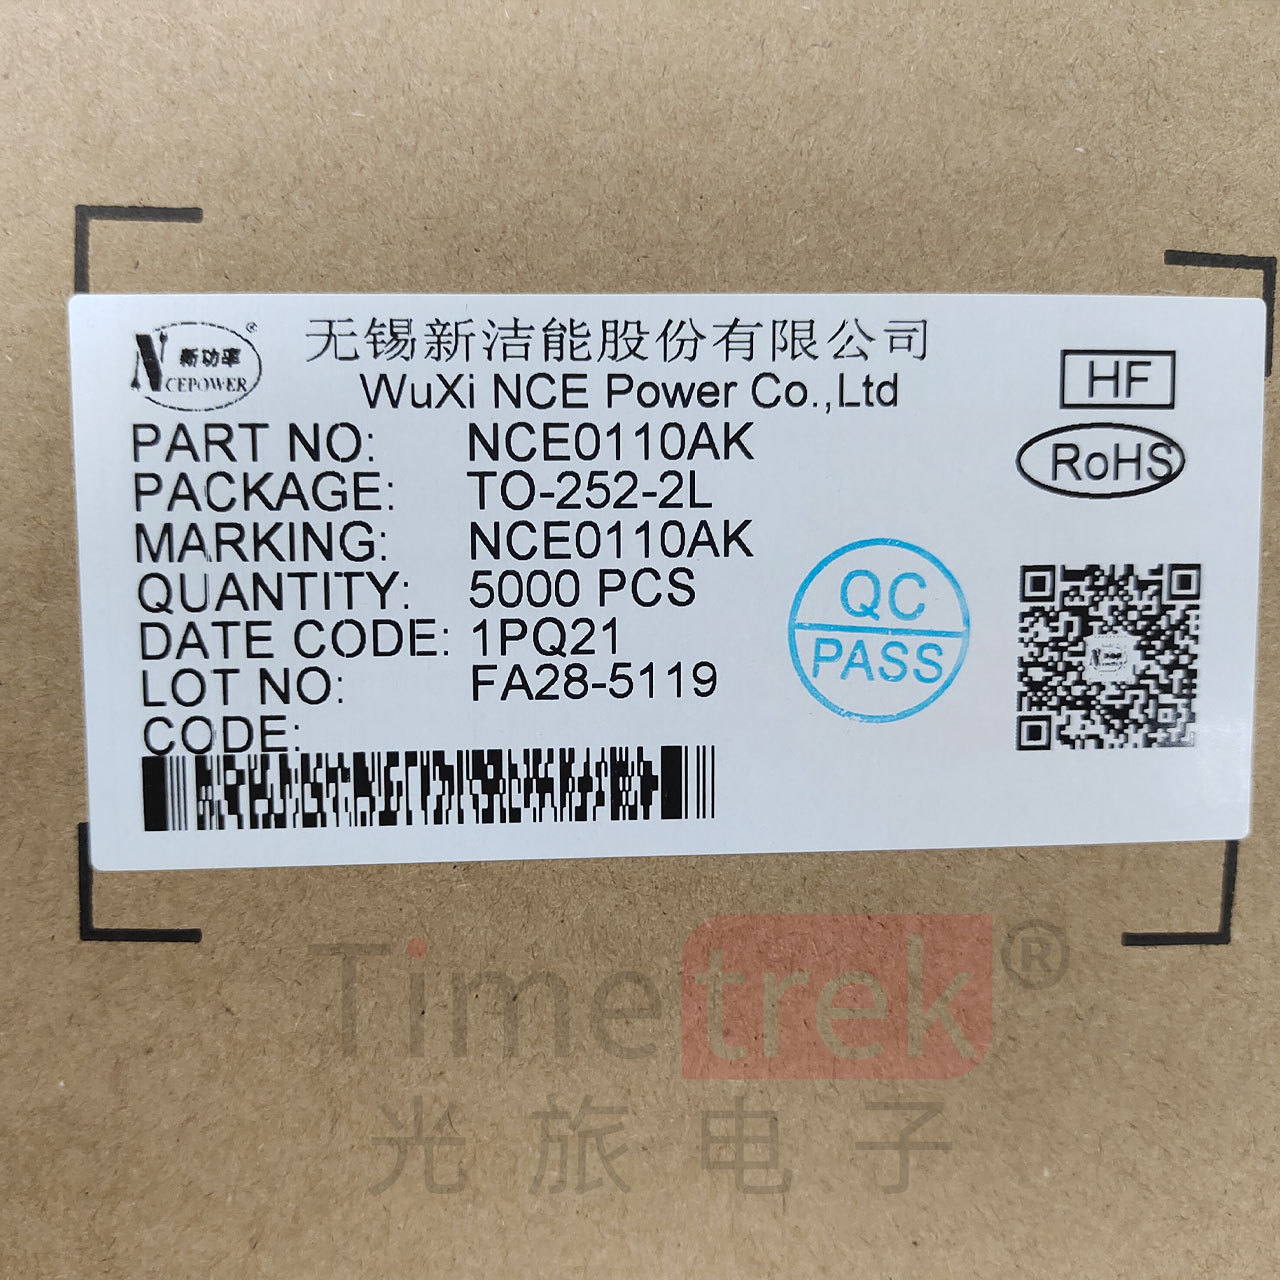 新功率
NCEPOWER®
无锡新洁能股份有限公司
WuXi NCE Power Co.,Ltd
HF
RoHS
PART NO: NCE0110AK
PACKAGE: TO-252-2L
MARKING: NCE0110AK
QUANTITY: 5000 PCS
DATE CODE: 1PQ21
LOT NO: FA28-5119
CODE:
QC
PASS
Timetrek®
光旅电子